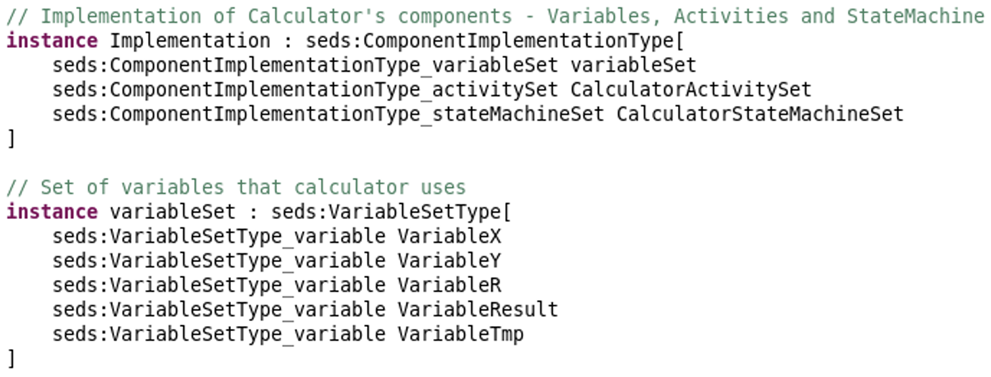 // Implementation of Calculator's components - Variables, Activities and StateMachine
instance Implementation : seds:ComponentImplementationType[
    seds:ComponentImplementationType_variableSet variableSet
    seds:ComponentImplementationType_activitySet CalculatorActivitySet
    seds:ComponentImplementationType_stateMachineSet CalculatorStateMachineSet
]

// Set of variables that calculator uses
instance variableSet : seds:VariableSetType[
    seds:VariableSetType_variable VariableX
    seds:VariableSetType_variable VariableY
    seds:VariableSetType_variable VariableR
    seds:VariableSetType_variable VariableResult
    seds:VariableSetType_variable VariableTmp
]